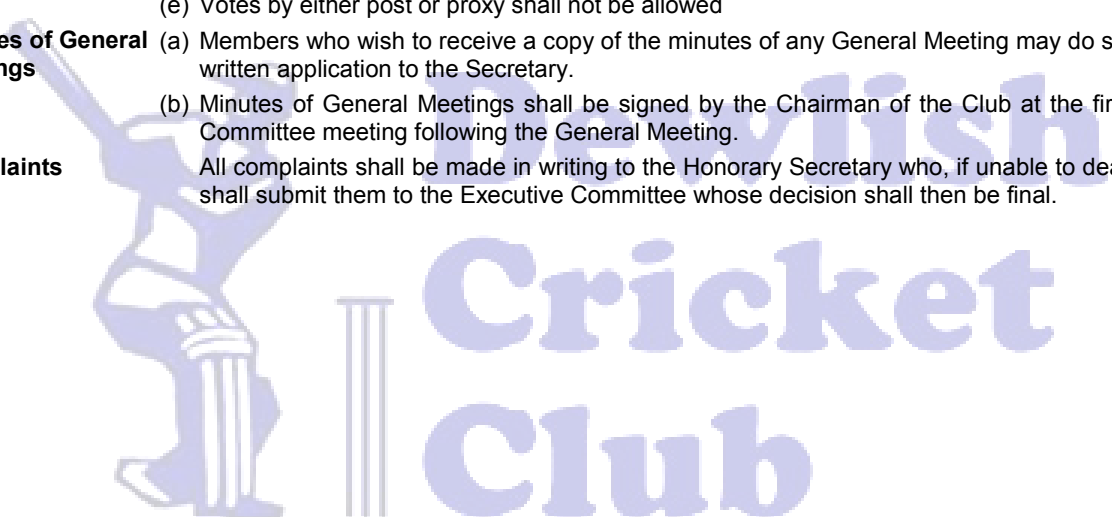 (e) Votes by either post or proxy shall not be allowed
es of General (a) Members who wish to receive a copy of the minutes of any General Meeting may do s
ngs written application to the Secretary.
(b) Minutes of General Meetings shall be signed by the Chairman of the Club at the fir
Committee meeting following the General Meeting.
laints All complaints shall be made in writing to the Honorary Secretary who, if unable to dea
shall submit them to the Executive Committee whose decision shall then be final.
Dewlish
Cricket
Club